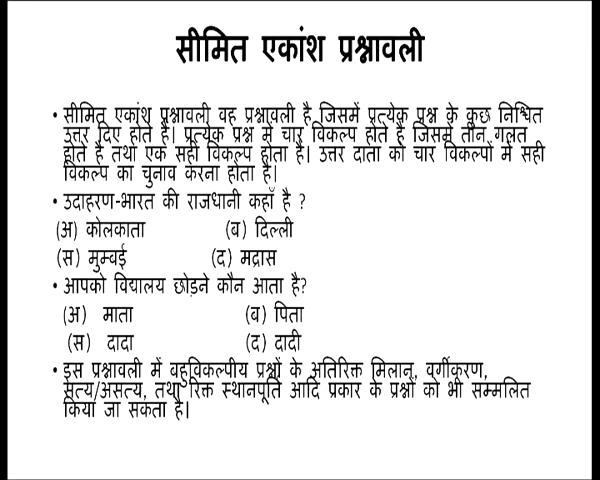 सीमित एकांश प्रश्नावली
• सीमित एकांश प्रश्नावली वह प्रश्नावली है जिसमें प्रत्येक प्रश्न के कुछ निश्चित
उत्तर दिए होते हैं। प्रत्येक प्रश्न में चार विकल्प होते हैं जिसमें तीन गलत
होते हैं तथा एक सही विकल्प होता है। उत्तर दाता को चार विकल्पों में सही
विकल्प का चुनाव करना होता है।
• उदाहरण-भारत की राजधानी कहाँ है ?
(अ) कोलकाता (ब) दिल्ली
(स) मुम्बई (द) मद्रास
• आपको विद्यालय छोड़ने कौन आता है?
(अ) माता (ब) पिता
(स) दादा (द) दादी
• इस प्रश्नावली में बहुविकल्पीय प्रश्नों के अतिरिक्त मिलान, वर्गीकरण,
सत्य/असत्य, तथा रिक्त स्थानपूर्ति आदि प्रकार के प्रश्नों को भी सम्मलित
किया जा सकता है।